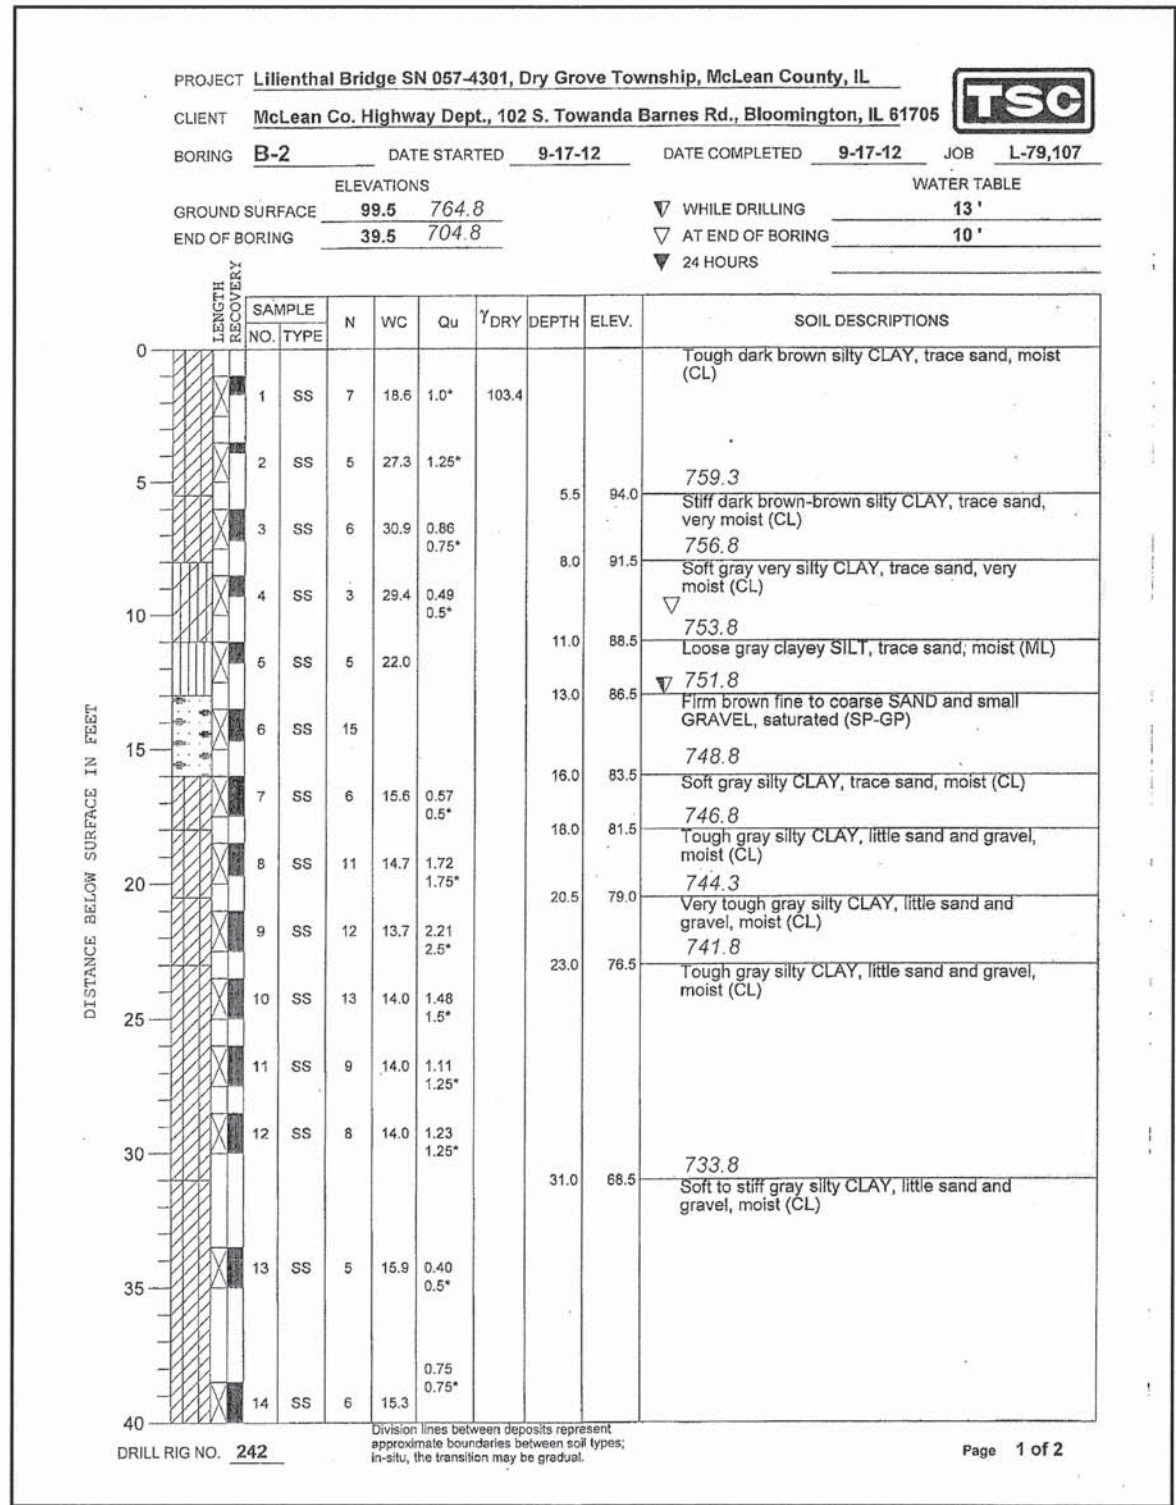 PROJECT Lilienthal Bridge SN 057-4301, Dry Grove Township, McLean County, IL
TSC
CLIENT McLean Co. Highway Dept., 102 S. Towanda Barnes Rd., Bloomington, IL 61705
BORING B-2 DATE STARTED 9-17-12 DATE COMPLETED 9-17-12 JOB L-79,107
ELEVATIONS WATER TABLE
GROUND SURFACE 99.5 764.8 WHILE DRILLING 13 '
END OF BORING 39.5 704.8 AT END OF BORING 10 '
24 HOURS
LENGTH
RECOVERY
SAMPLE N WC Qu γDRY DEPTH ELEV. SOIL DESCRIPTIONS
NO. TYPE
DISTANCE BELOW SURFACE IN FEET
0 Tough dark brown silty CLAY, trace sand, moist
(CL)
1 SS 7 18.6 1.0* 103.4
2 SS 5 27.3 1.25*
759.3
5
5.5 94.0
Stiff dark brown-brown silty CLAY, trace sand,
very moist (CL)
3 SS 6 30.9 0.86
0.75*
756.8
8.0 91.5
Soft gray very silty CLAY, trace sand, very
moist (CL)
4 SS 3 29.4 0.49
0.5*
10
753.8
11.0 88.5
Loose gray clayey SILT, trace sand, moist (ML)
5 SS 5 22.0
751.8
13.0 86.5
Firm brown fine to coarse SAND and small
GRAVEL, saturated (SP-GP)
6 SS 15
748.8
15
16.0 83.5
Soft gray silty CLAY, trace sand, moist (CL)
7 SS 6 15.6 0.57
0.5*
746.8
18.0 81.5
Tough gray silty CLAY, little sand and gravel,
moist (CL)
8 SS 11 14.7 1.72
1.75*
20
744.3
20.5 79.0
Very tough gray silty CLAY, little sand and
gravel, moist (CL)
9 SS 12 13.7 2.21
2.5*
741.8
23.0 76.5
Tough gray silty CLAY, little sand and gravel,
moist (CL)
10 SS 13 14.0 1.48
1.5*
25
11 SS 9 14.0 1.11
1.25*
12 SS 8 14.0 1.23
1.25*
30
733.8
31.0 68.5
Soft to stiff gray silty CLAY, little sand and
gravel, moist (CL)
13 SS 5 15.9 0.40
0.5*
35
0.75
0.75*
14 SS 6 15.3
40
Division lines between deposits represent
approximate boundaries between soil types;
in-situ, the transition may be gradual.
DRILL RIG NO. 242 Page 1 of 2